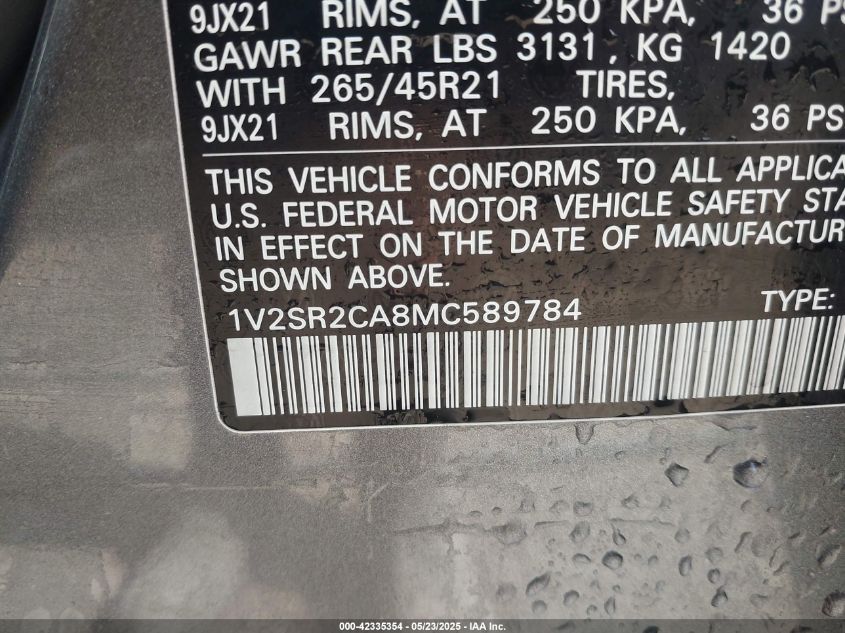 9JX21 RIMS, AT 250 KPA, 36 PS
GAWR REAR LBS 3131, KG 1420
WITH 265/45R21 TIRES,
9JX21 RIMS, AT 250 KPA, 36 PS
THIS VEHICLE CONFORMS TO ALL APPLICA
U.S. FEDERAL MOTOR VEHICLE SAFETY STA
IN EFFECT ON THE DATE OF MANUFACTUR
SHOWN ABOVE.
1V2SR2CA8MC589784 TYPE:
000-42335354 - 05/23/2025 - IAA Inc.